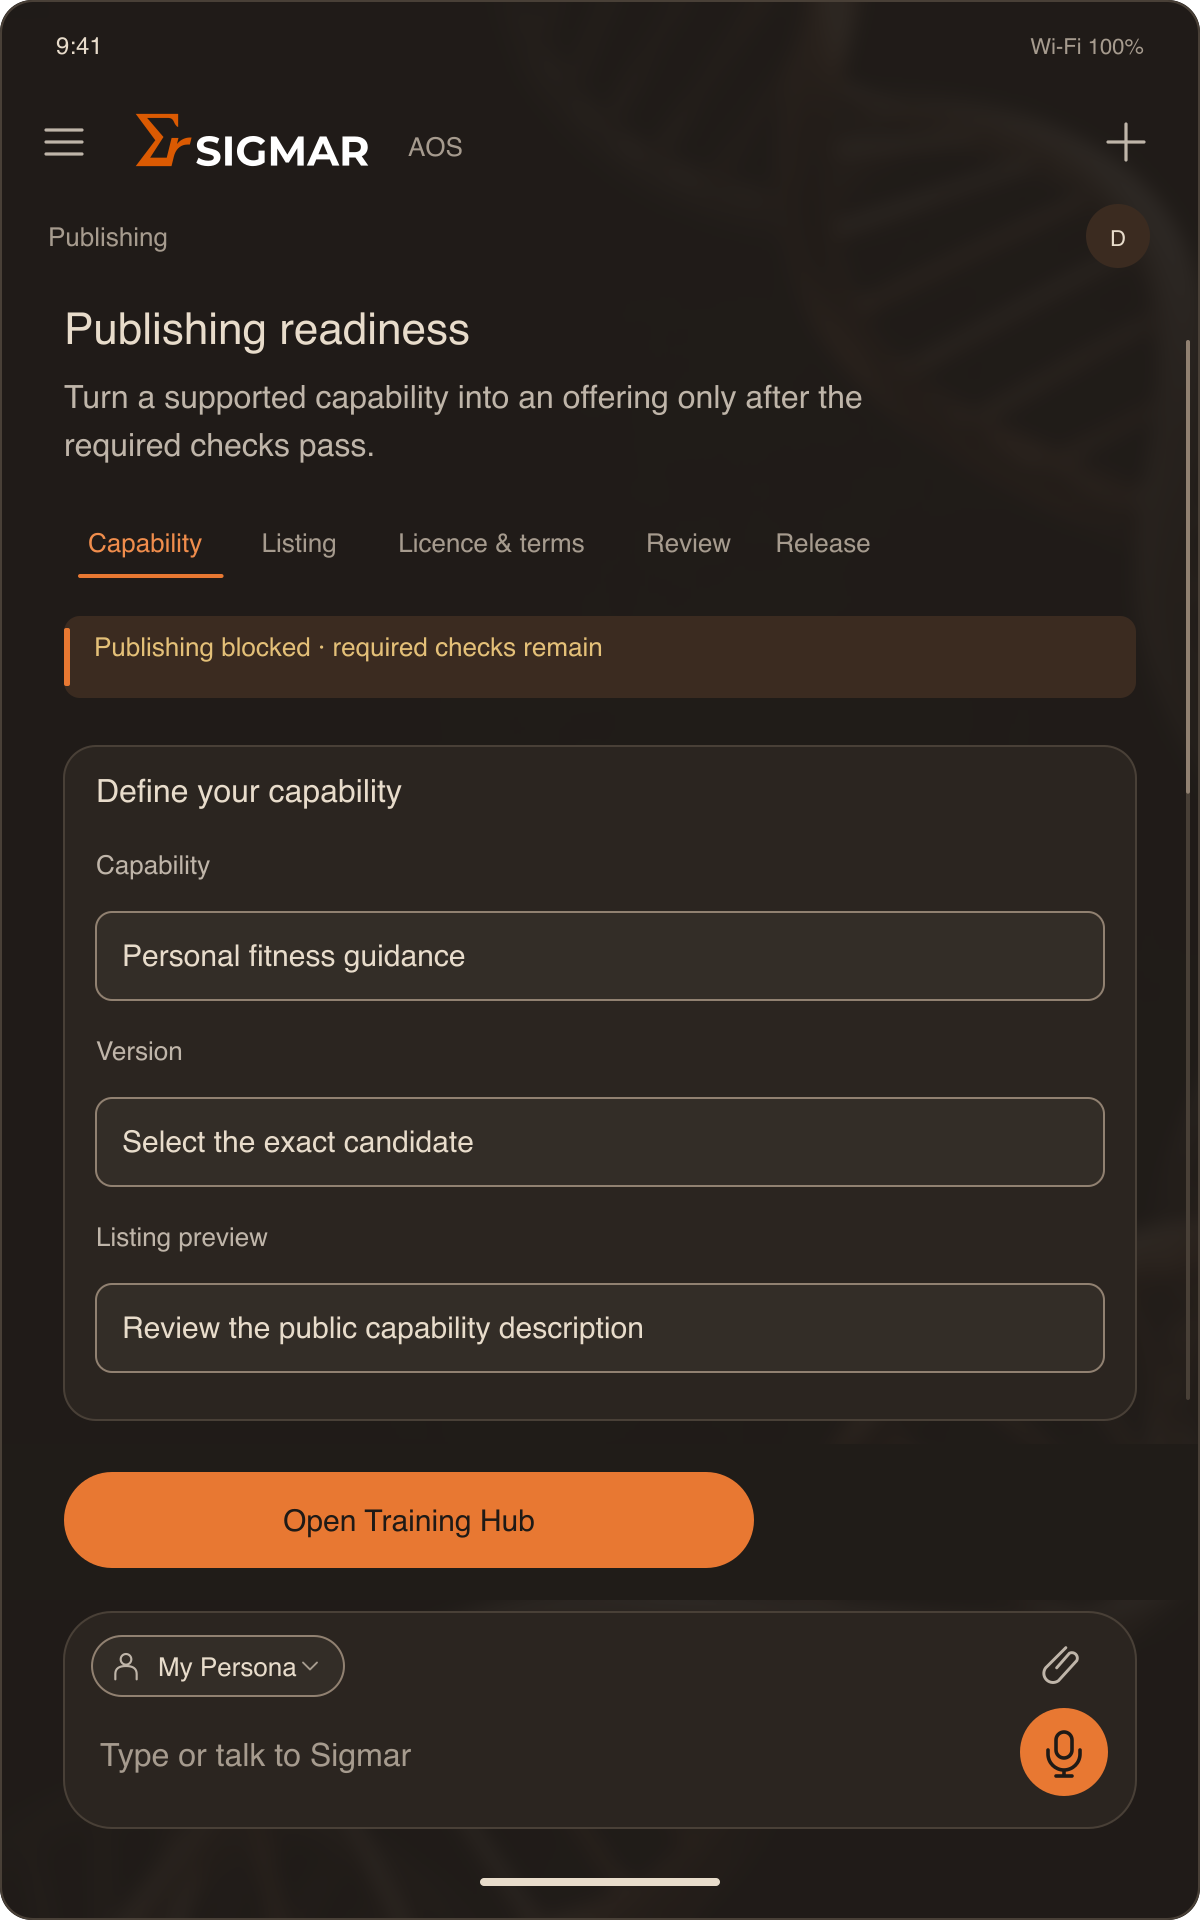 9:41
Wi-Fi 100%
Σr SIGMAR AOS
Publishing
D
Publishing readiness
Turn a supported capability into an offering only after the
required checks pass.
Capability Listing Licence & terms Review Release
Publishing blocked · required checks remain
Define your capability
Capability
Personal fitness guidance
Version
Select the exact candidate
Listing preview
Review the public capability description
Open Training Hub
My Persona
Type or talk to Sigmar